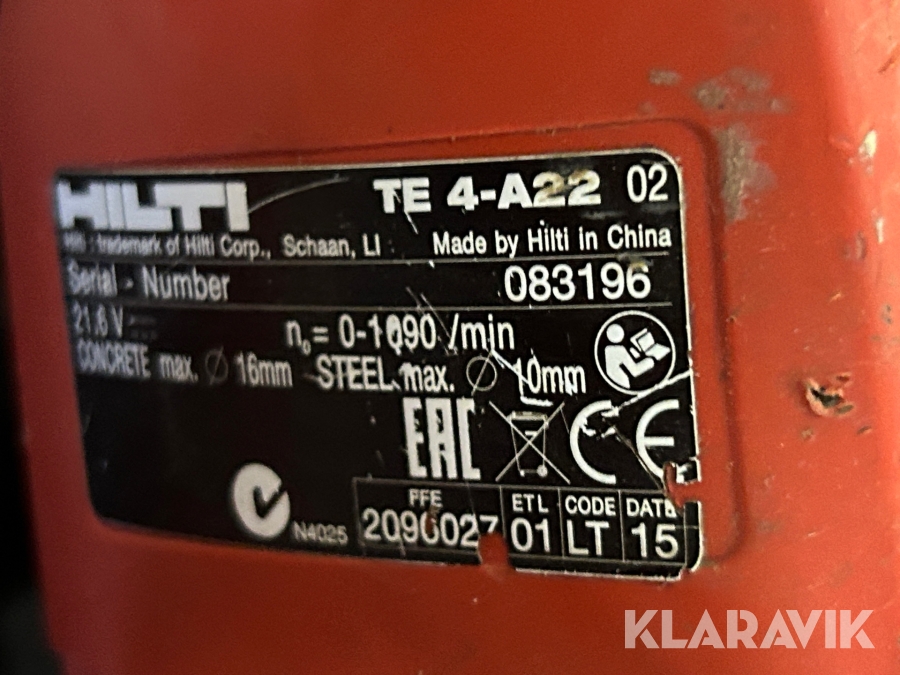 HILTI TE 4-A22 02
Hilti : trademark of Hilti Corp., Schaan, LI Made by Hilti in China
Serial - Number 083196
21.6 V n₀= 0-1090 /min
CONCRETE max. Ø 16mm STEEL max. Ø 10mm
EAC CE
N4025
PFE ETL CODE DATE
2090027 01 LT 15
KLARAVIK